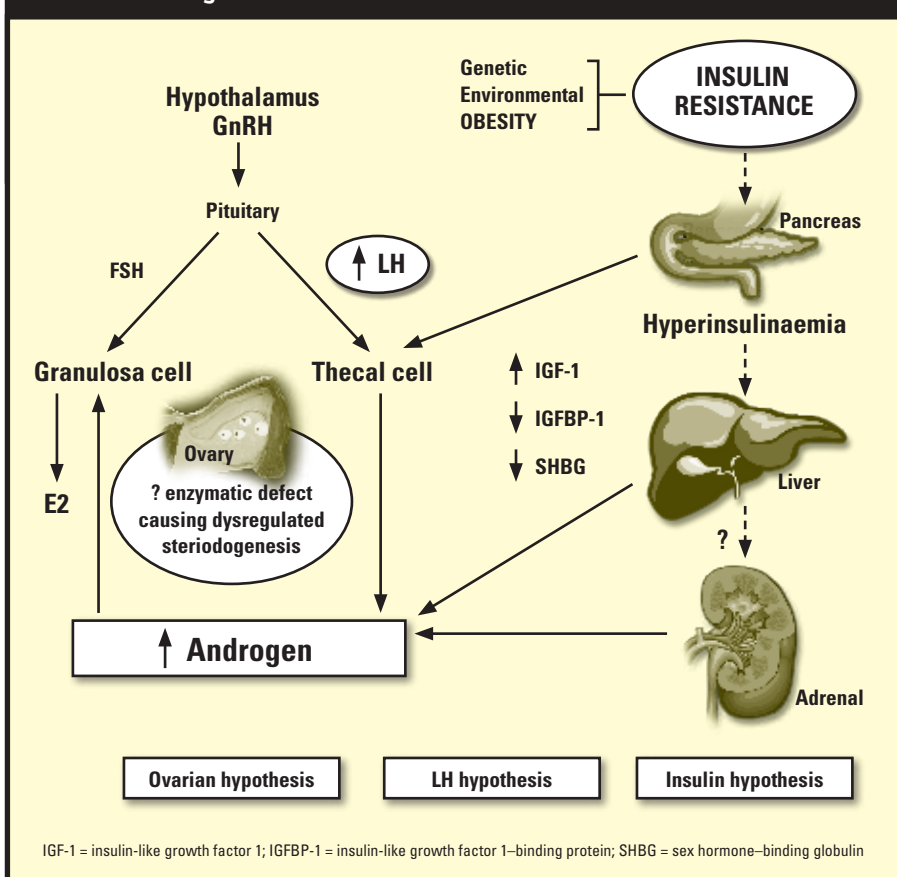 Genetic
Environmental
OBESITY
INSULIN
RESISTANCE
Hypothalamus
GnRH
Pituitary
Pancreas
FSH
↑ LH
Hyperinsulinaemia
Granulosa cell
Thecal cell
↑ IGF-1
↓ IGFBP-1
↓ SHBG
Ovary
Liver
E2
? enzymatic defect
causing dysregulated
steriodogenesis
?
↑ Androgen
Adrenal
Ovarian hypothesis
LH hypothesis
Insulin hypothesis
IGF-1 = insulin-like growth factor 1; IGFBP-1 = insulin-like growth factor 1–binding protein; SHBG = sex hormone–binding globulin